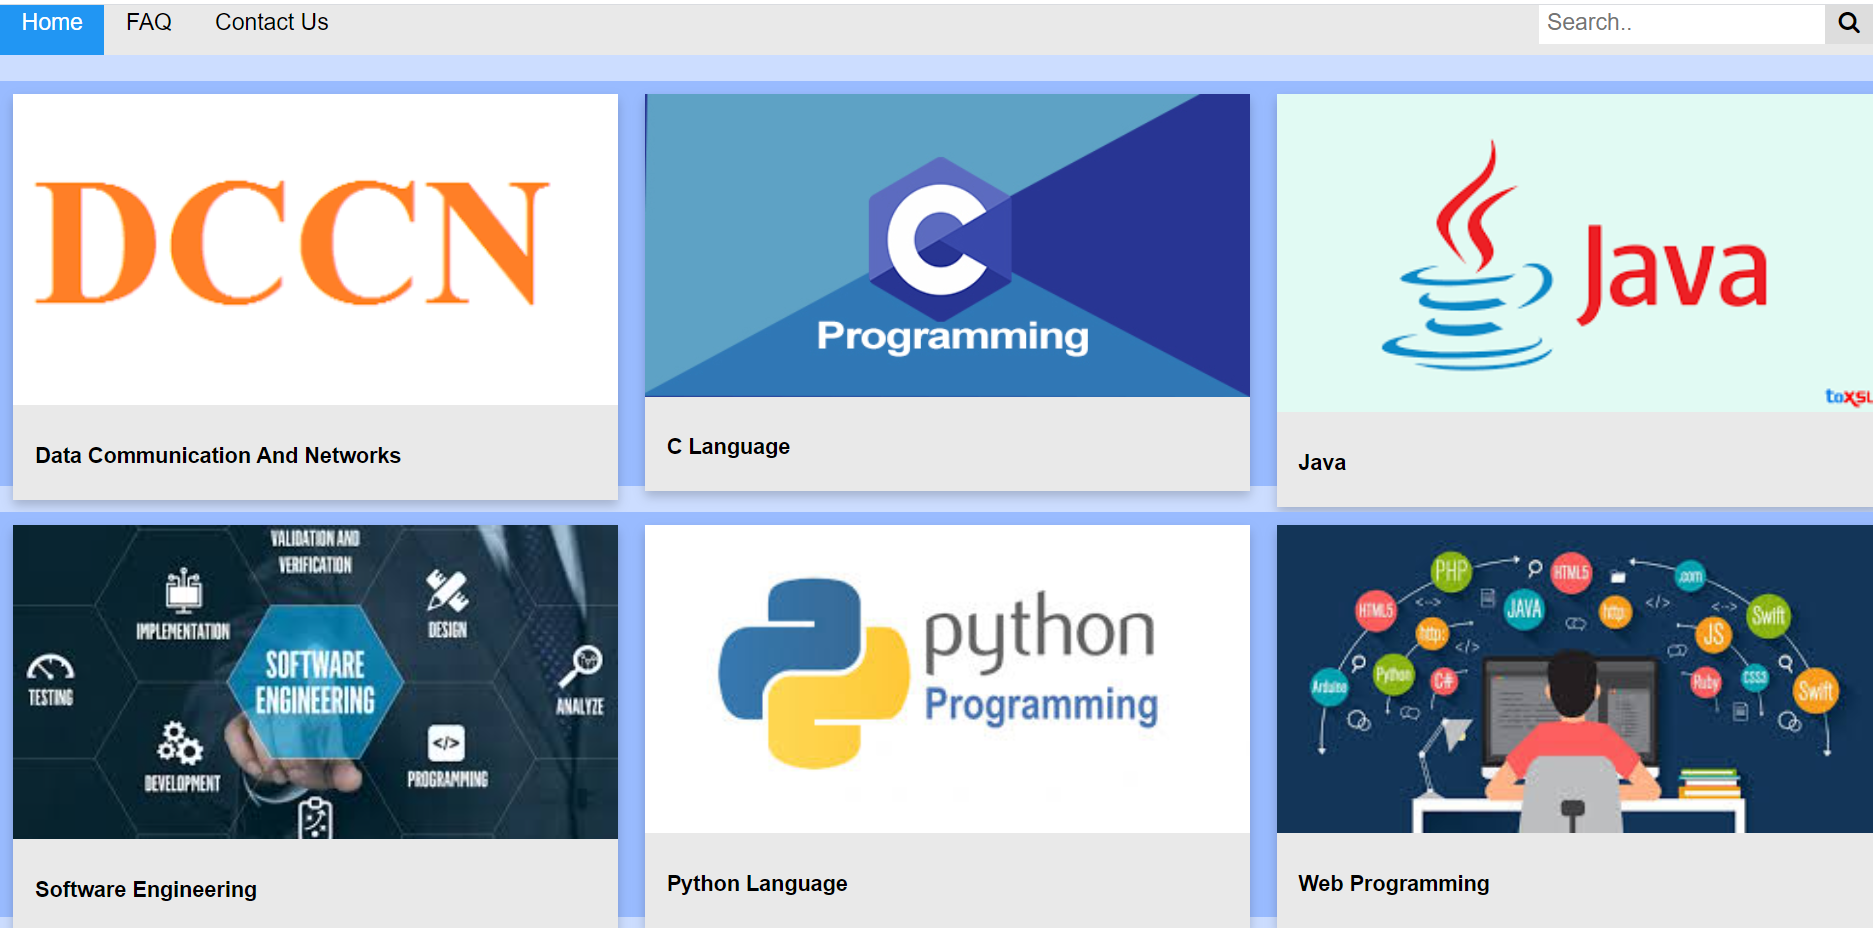 Home FAQ Contact Us Search..
DCCN
C
Programming
Java
toxsl
Data Communication And Networks
C Language
Java
VALIDATION AND
VERIFICATION
IMPLEMENTATION
DESIGN
SOFTWARE
ENGINEERING
TESTING
ANALYZE
DEVELOPMENT
</>
PROGRAMMING
python
Programming
PHP
HTML5
.com
HTML5
<-->
JAVA
http:
</>
<-->
Swift
http:
</>
JS
Arduino
Python
C#
Ruby
CSS3
Swift
Software Engineering
Python Language
Web Programming